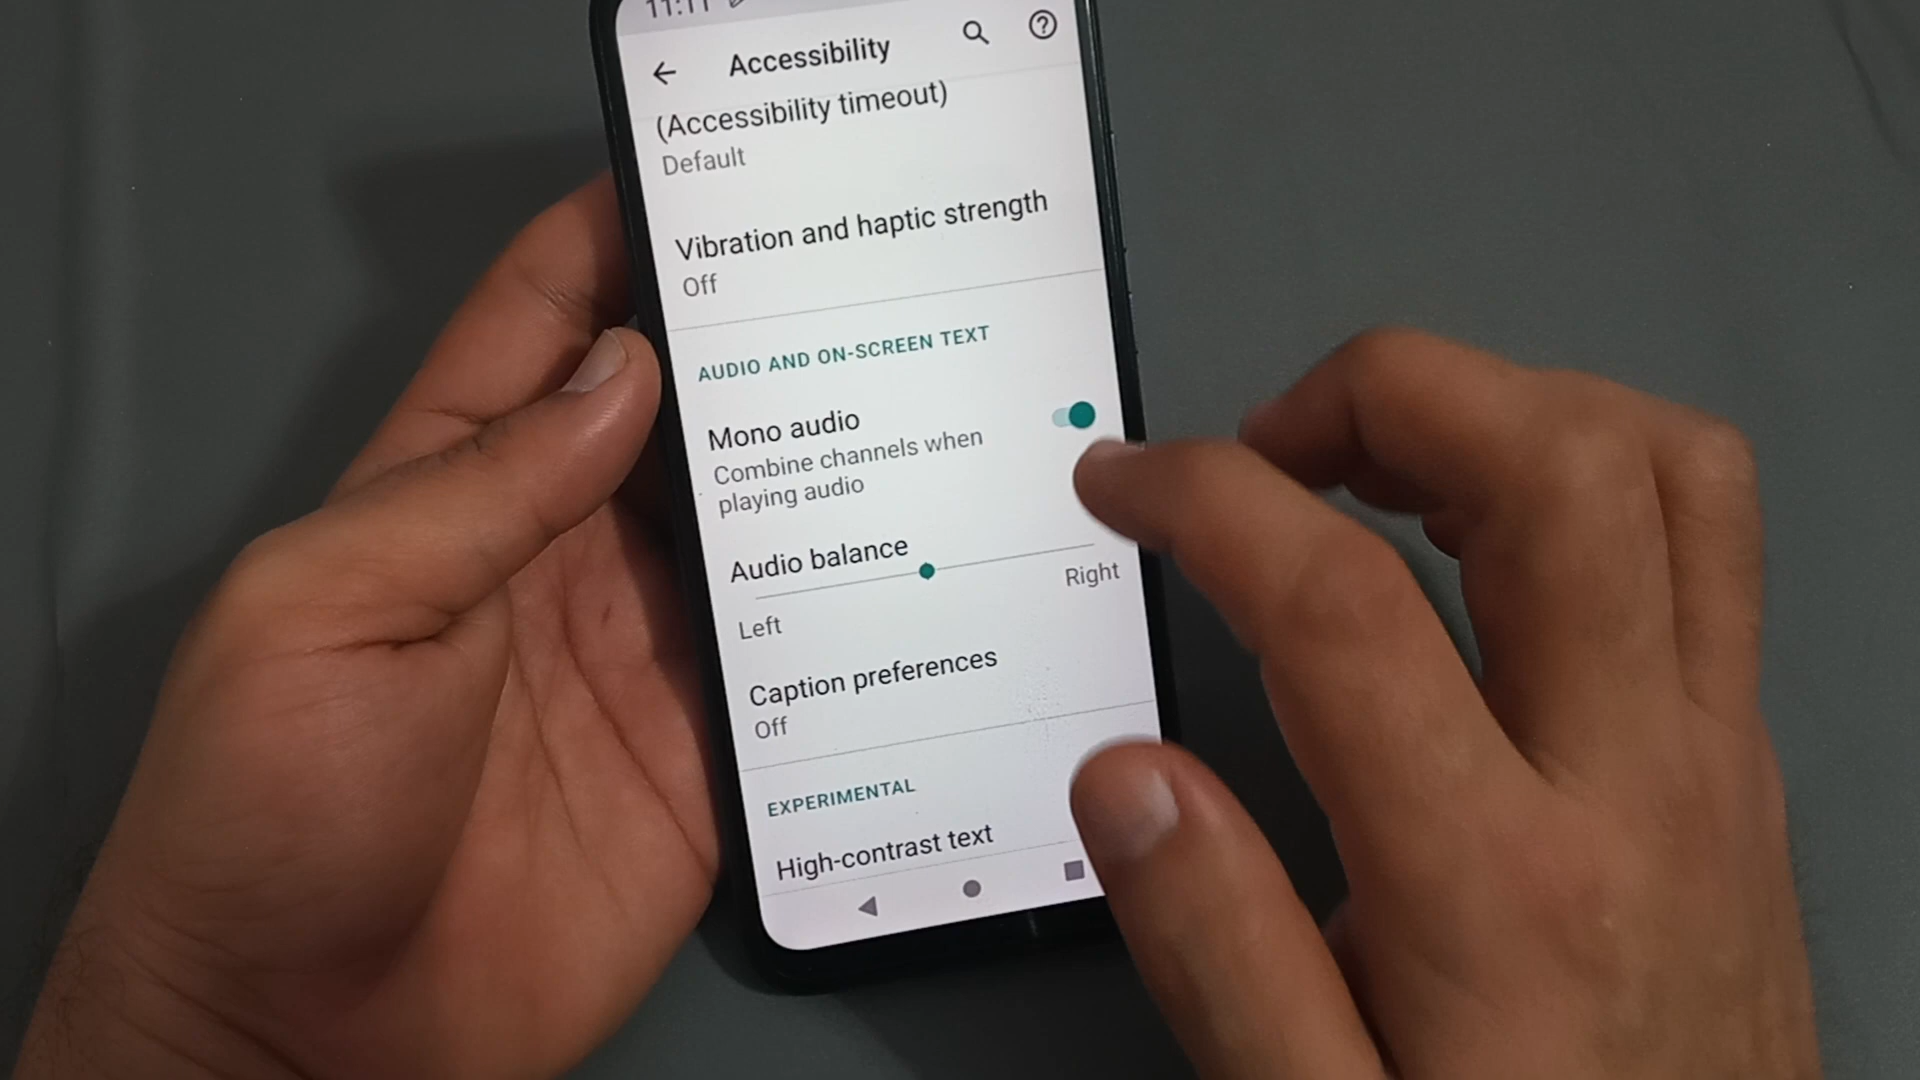 11:11
Accessibility
(Accessibility timeout)
Default
Vibration and haptic strength
Off
AUDIO AND ON-SCREEN TEXT
Mono audio
Combine channels when
playing audio
Audio balance
Left
Right
Caption preferences
Off
EXPERIMENTAL
High-contrast text